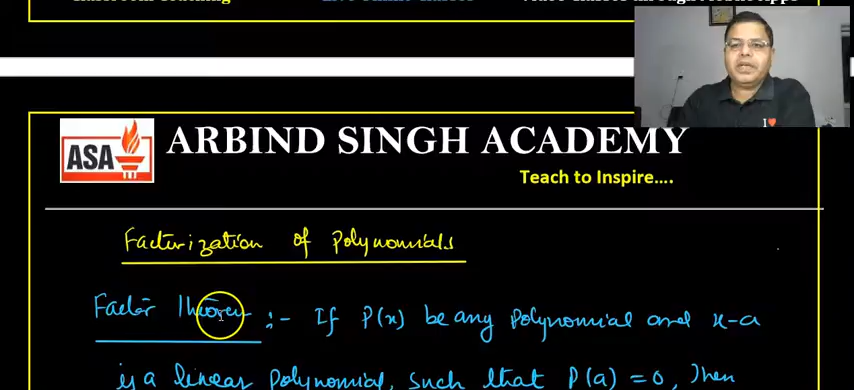 ASA
ARBIND SINGH ACADEMY
Teach to Inspire....
I ❤
Factorization of Polynomials
Factor Theorem :- If P(x) be any Polynomial and x-a
is a linear Polynomial, such that P(a) = 0, Then